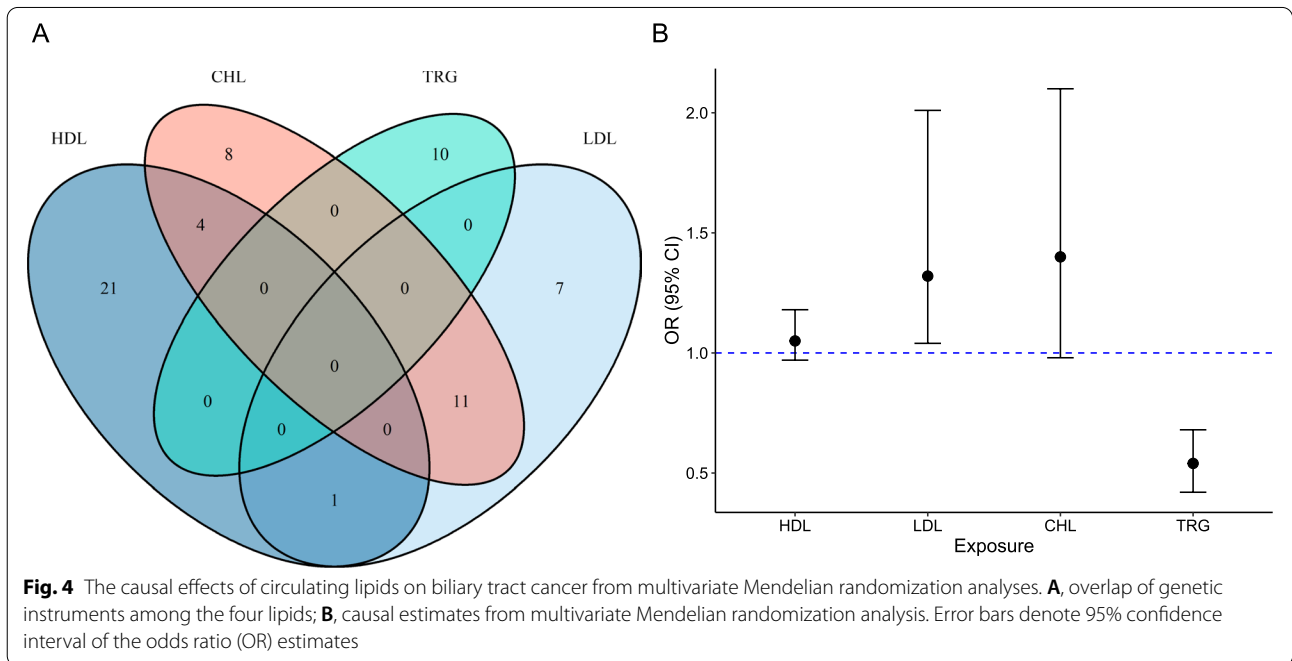 A
CHL
TRG
HDL
LDL
8
10
4
0
0
21
0
0
7
0
0
0
0
11
1
B
OR (95% CI)
2.0
1.5
1.0
0.5
HDL
LDL
CHL
TRG
Exposure
Fig. 4 The causal effects of circulating lipids on biliary tract cancer from multivariate Mendelian randomization analyses. A, overlap of genetic
instruments among the four lipids; B, causal estimates from multivariate Mendelian randomization analysis. Error bars denote 95% confidence
interval of the odds ratio (OR) estimates